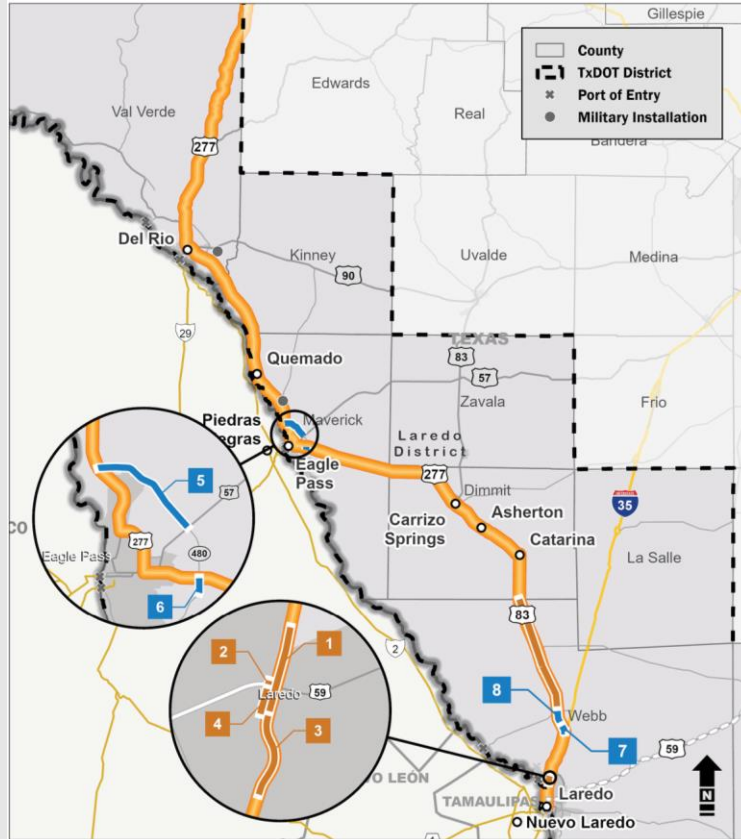 Gillespie
County
TxDOT District
Port of Entry
Military Installation
Edwards
Real
Bandera
Val Verde
277
Del Rio
Kinney
90
Uvalde
Medina
29
TEXAS
83
57
Quemado
Zavala
Frio
Piedras
Negras
Maverick
Eagle
Pass
Laredo
District
277
Dimmit
Carrizo
Springs
Asherton
Catarina
INTERSTATE
35
La Salle
5
57
277
480
Eagle Pass
6
CO
83
2
1
2
Laredo
59
4
3
8
Webb
7
59
O LEÓN
TAMAULIPAS
Laredo
Nuevo Laredo
N